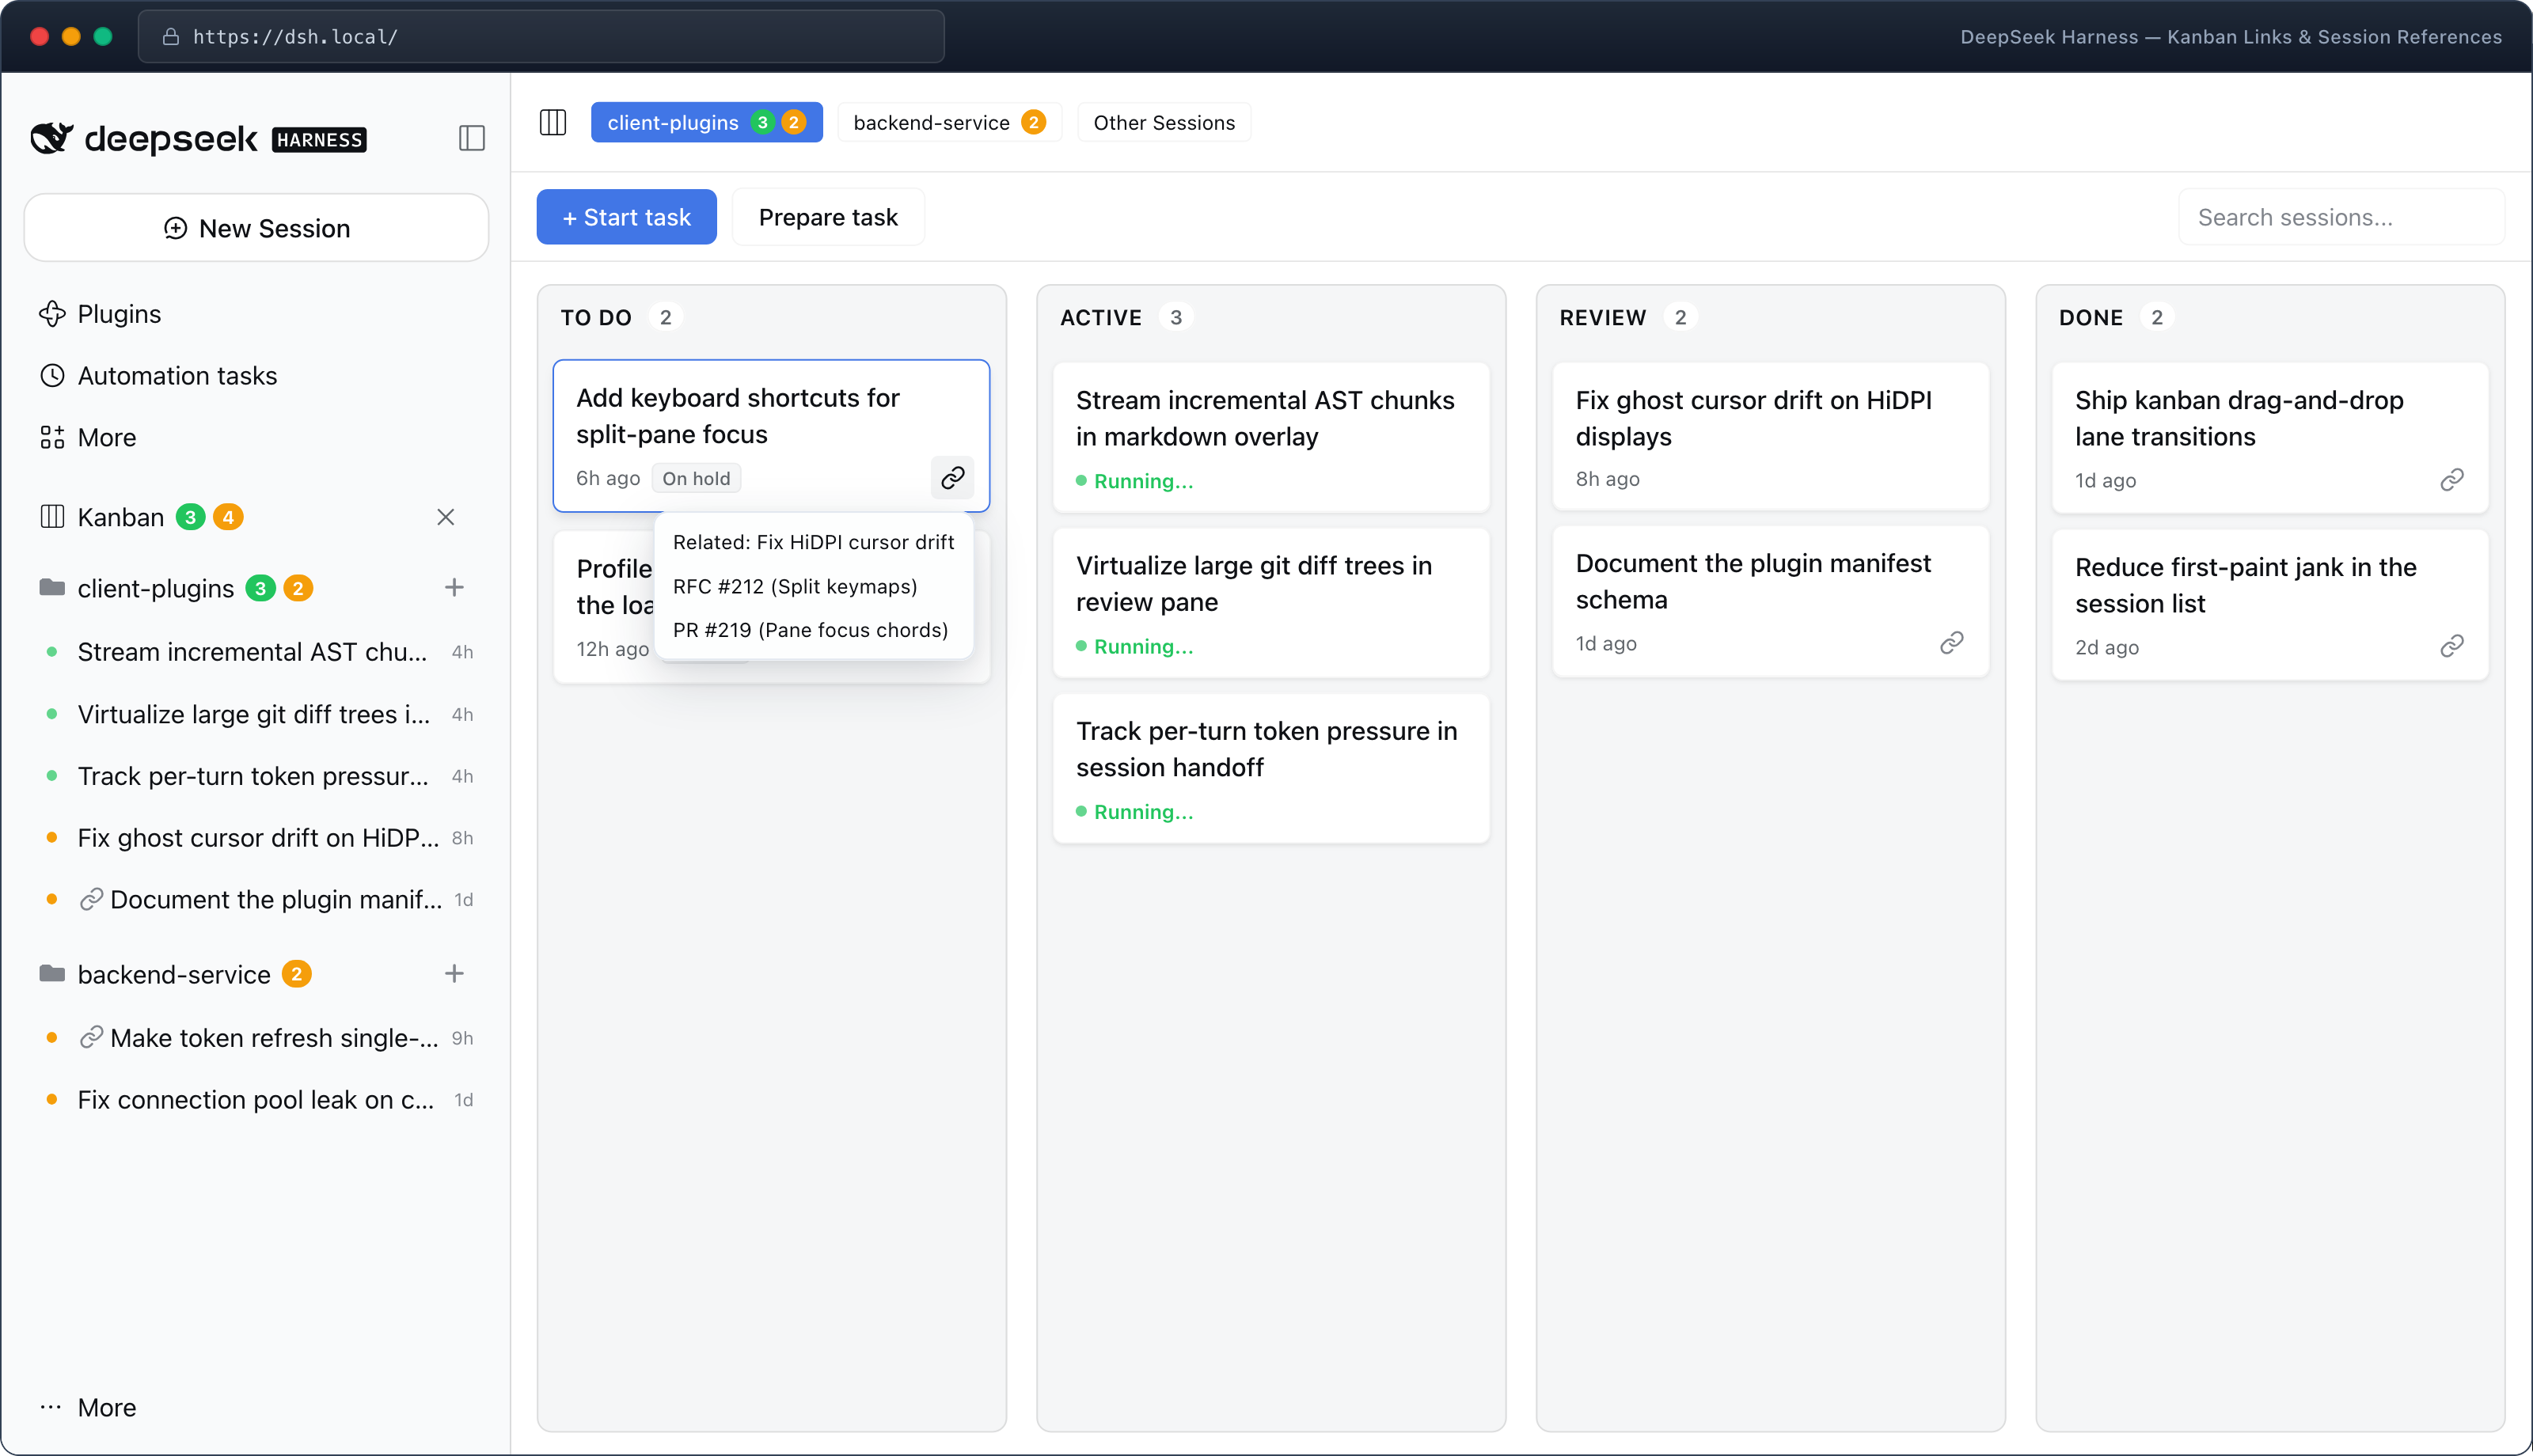 https://dsh.local/
DeepSeek Harness — Kanban Links & Session References
deepseek HARNESS
New Session
Plugins
Automation tasks
More
Kanban 3 4
client-plugins 3 2
Stream incremental AST chu... 4h
Virtualize large git diff trees i... 4h
Track per-turn token pressur... 4h
Fix ghost cursor drift on HiDP... 8h
Document the plugin manif... 1d
backend-service 2
Make token refresh single-... 9h
Fix connection pool leak on c... 1d
More
client-plugins 3 2
backend-service 2
Other Sessions
+ Start task
Prepare task
Search sessions...
TO DO 2
Add keyboard shortcuts for
split-pane focus
6h ago On hold
Profile
the loa
12h ago
Related: Fix HiDPI cursor drift
RFC #212 (Split keymaps)
PR #219 (Pane focus chords)
ACTIVE 3
Stream incremental AST chunks
in markdown overlay
Running...
Virtualize large git diff trees in
review pane
Running...
Track per-turn token pressure in
session handoff
Running...
REVIEW 2
Fix ghost cursor drift on HiDPI
displays
8h ago
Document the plugin manifest
schema
1d ago
DONE 2
Ship kanban drag-and-drop
lane transitions
1d ago
Reduce first-paint jank in the
session list
2d ago